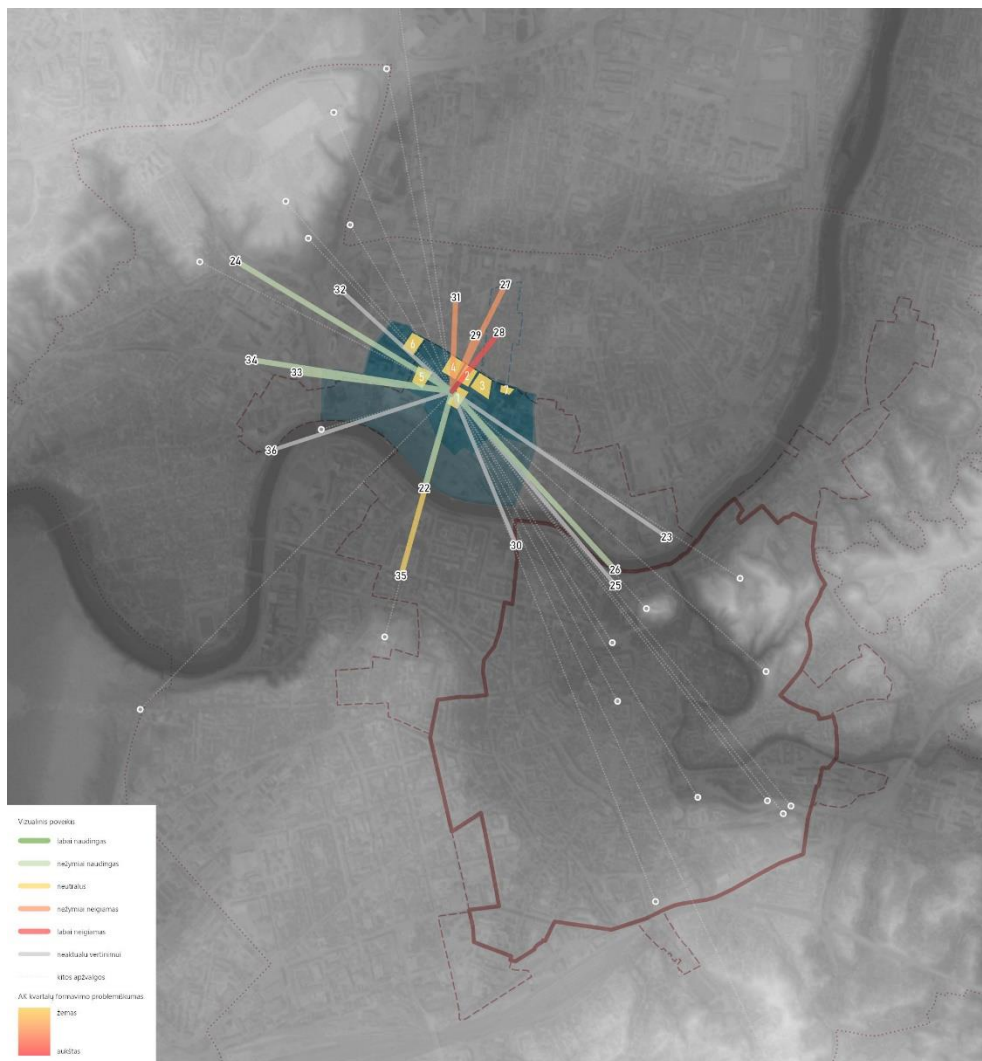 24
32
31
27
29
28
6
4
2
5
3
1
34
33
36
22
23
30
26
25
35
Vizualinis poveikis
labai naudingas
nežymiai naudingas
neutralus
nežymiai neigiamas
labai neigiamas
neaktualu vertinimui
kitos apžvalgos
AK kvartalų formavimo problemiškumas
žemas
aukštas